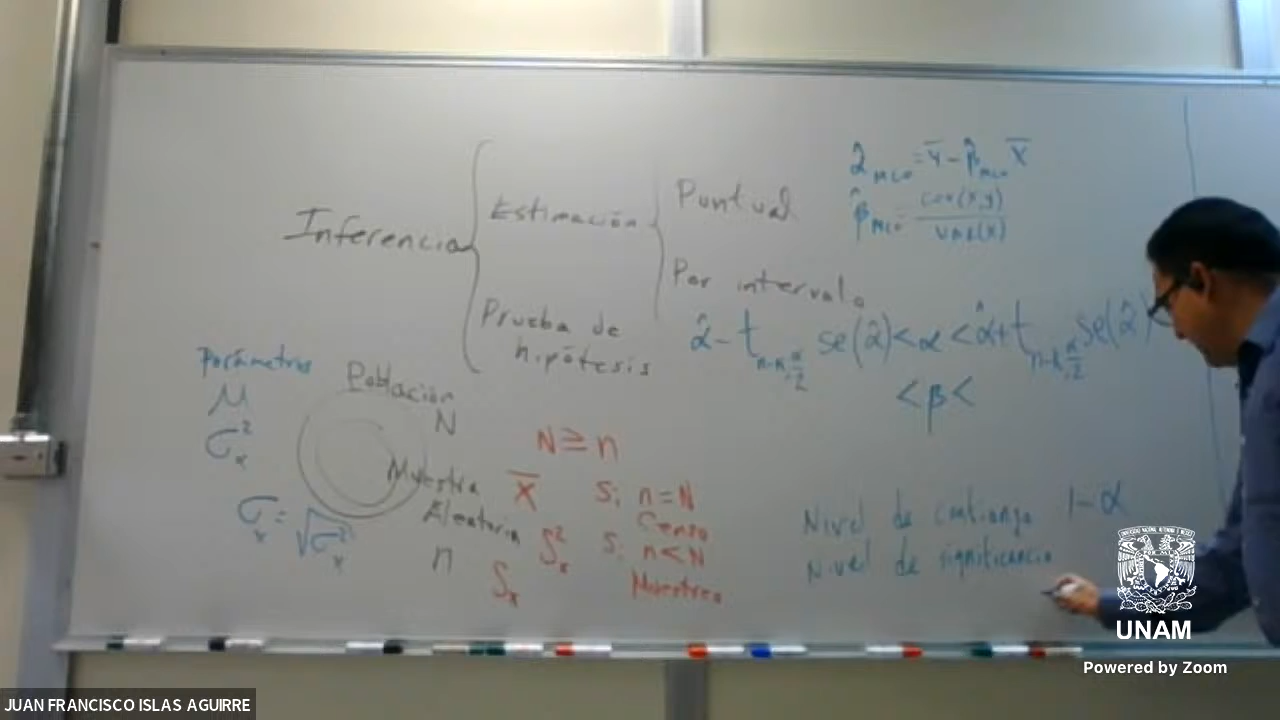 Inferencia
Estimación
Puntual
α̂ MCO = Y̅ - β̂ MCO X̅
β̂ MCO = cov(x,y) / var(x)
Por intervalo
α̂ - t n-k, α/2 se(α̂) < α < α̂ + t n-k, α/2 se(α̂)
< β <
Prueba de
hipótesis
Parámetros
μ
σ²x
σx = √σ²x
Población
N
Muestra
Aleatoria
n
N ≥ n
X̅
S²x
Sx
Si n = N
Censo
Si n < N
Muestreo
Nivel de confianza 1-α
Nivel de significancia
UNAM
Powered by Zoom
JUAN FRANCISCO ISLAS AGUIRRE